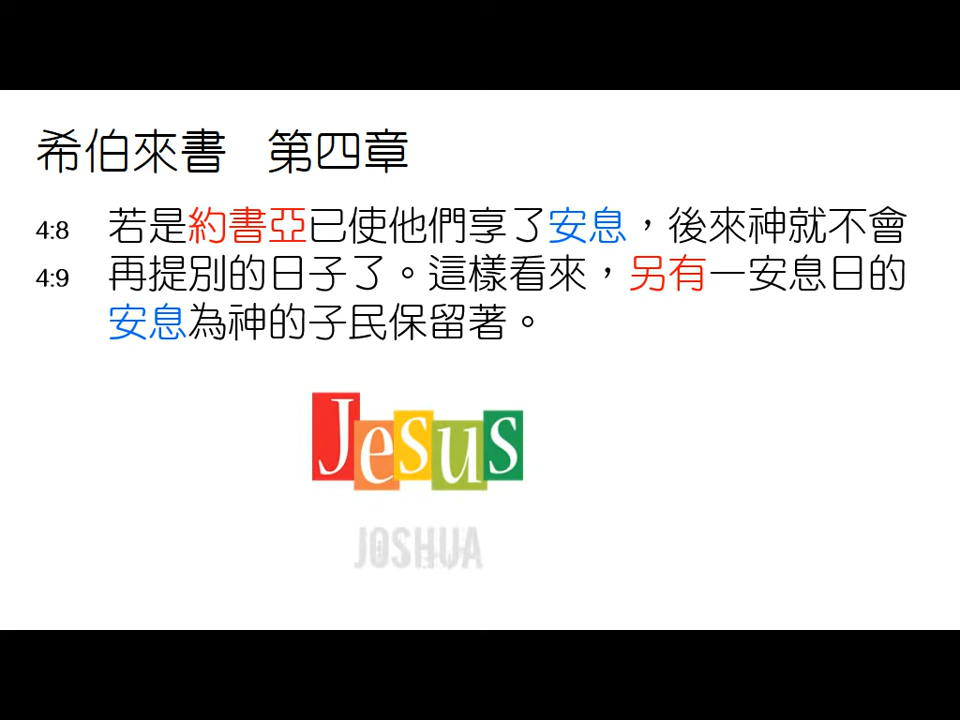 希伯來書 第四章
4:8 若是約書亞已使他們享了安息，後來神就不會
4:9 再提別的日子了。這樣看來，另有一安息日的
安息為神的子民保留著。
Jesus
JOSHUA